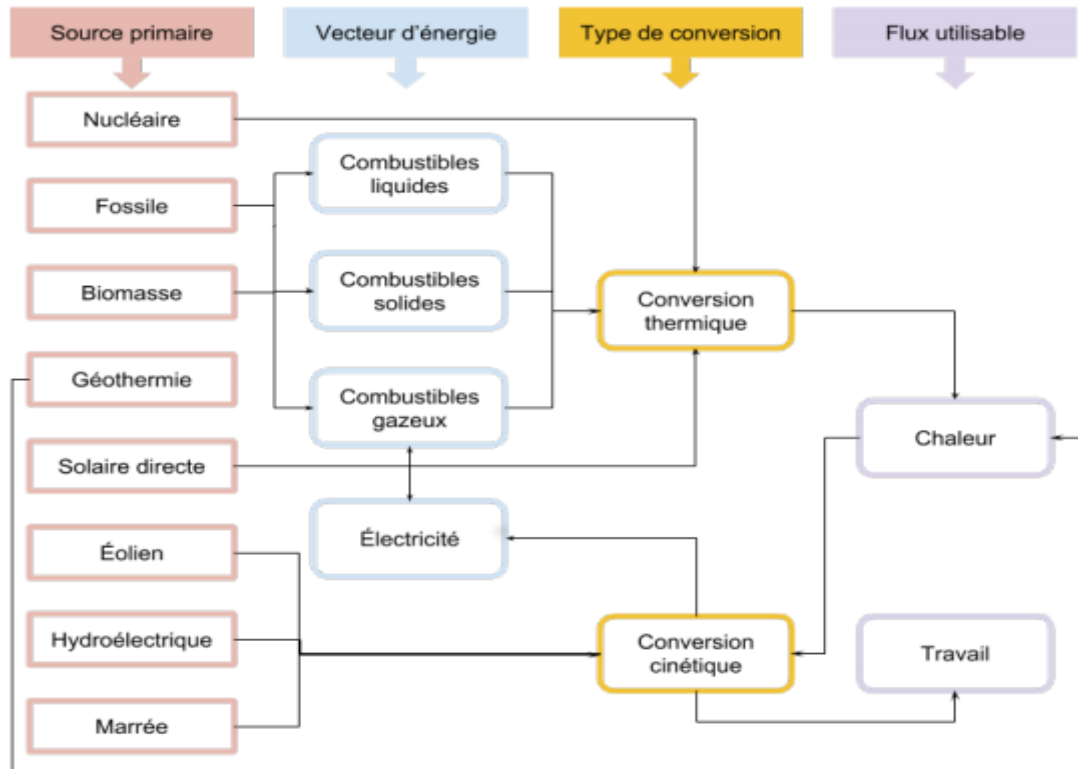 Source primaire
Vecteur d'énergie
Type de conversion
Flux utilisable
Nucléaire
Fossile
Biomasse
Géothermie
Solaire directe
Éolien
Hydroélectrique
Marrée
Combustibles
liquides
Combustibles
solides
Combustibles
gazeux
Électricité
Conversion
thermique
Conversion
cinétique
Chaleur
Travail